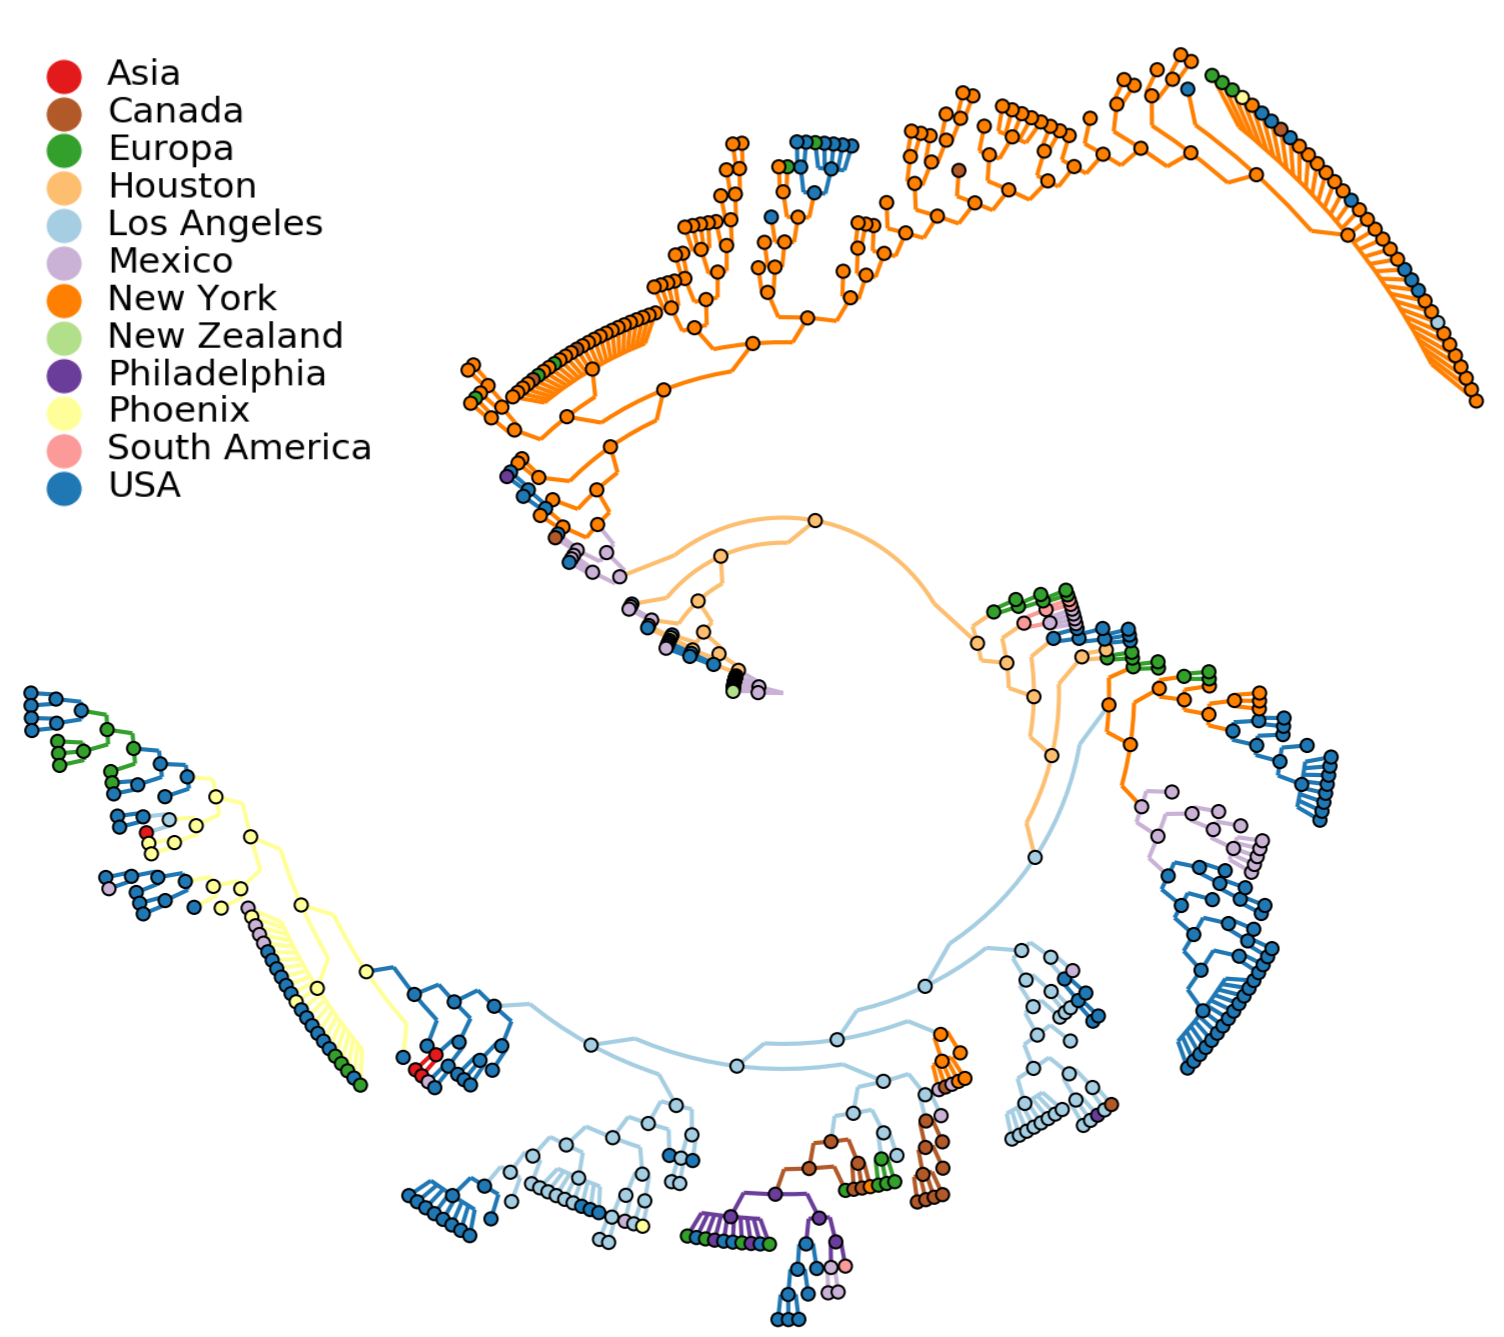 Asia
Canada
Europa
Houston
Los Angeles
Mexico
New York
New Zealand
Philadelphia
Phoenix
South America
USA